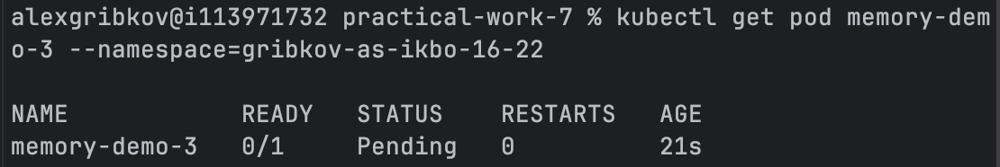 alexgribkov@i113971732 practical-work-7 % kubectl get pod memory-dem
o-3 --namespace=gribkov-as-ikbo-16-22
NAME READY STATUS RESTARTS AGE
memory-demo-3 0/1 Pending 0 21s